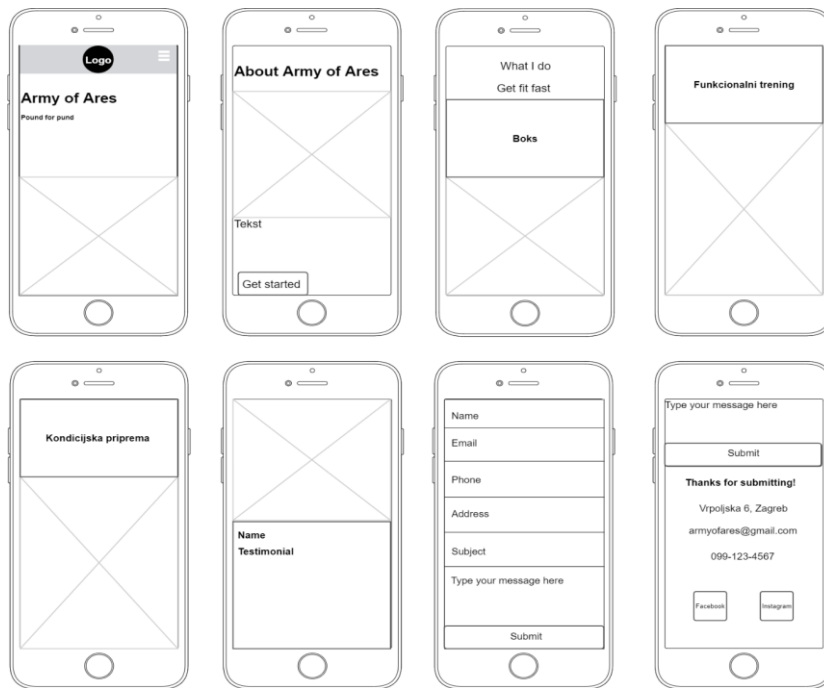 Logo
Army of Ares
Pound for pund
About Army of Ares
Tekst
Get started
What I do
Get fit fast
Boks
Funkcionalni trening
Kondicijska priprema
Name
Testimonial
Name
Email
Phone
Address
Subject
Type your message here
Submit
Type your message here
Submit
Thanks for submitting!
Vrpoljska 6, Zagreb
armyofares@gmail.com
099-123-4567
Facebook
Instagram